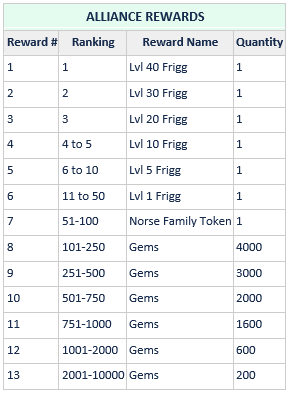 ALLIANCE REWARDS
Reward # Ranking Reward Name Quantity
1 1 Lvl 40 Frigg 1
2 2 Lvl 30 Frigg 1
3 3 Lvl 20 Frigg 1
4 4 to 5 Lvl 10 Frigg 1
5 6 to 10 Lvl 5 Frigg 1
6 11 to 50 Lvl 1 Frigg 1
7 51-100 Norse Family Token 1
8 101-250 Gems 4000
9 251-500 Gems 3000
10 501-750 Gems 2000
11 751-1000 Gems 1600
12 1001-2000 Gems 600
13 2001-10000 Gems 200